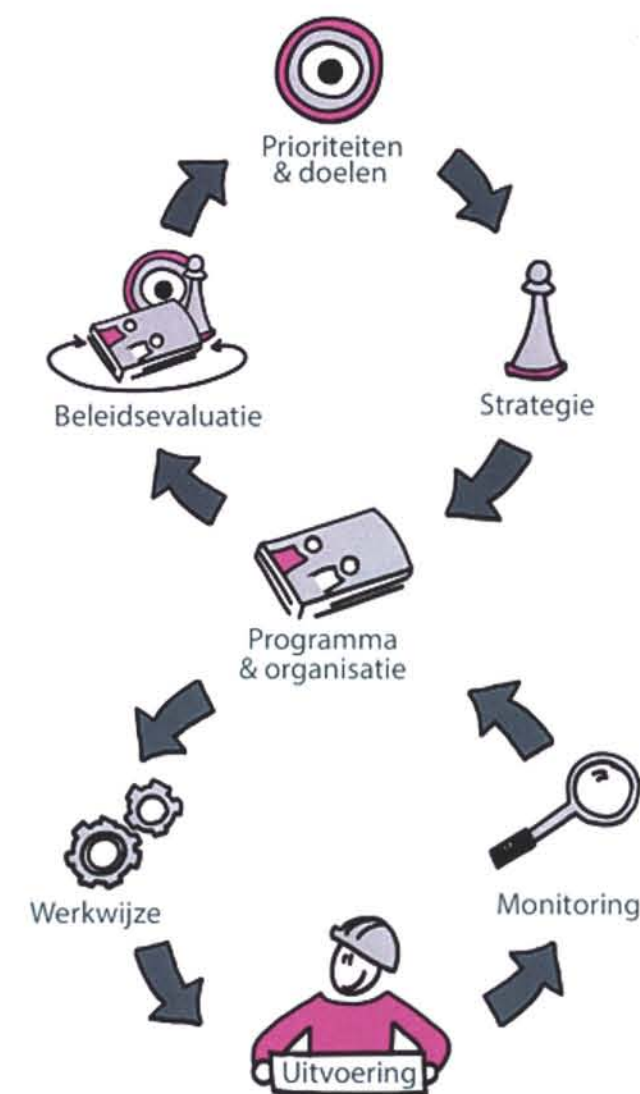 Prioriteiten
& doelen
Beleidsevaluatie
Strategie
Programma
& organisatie
Werkwijze
Monitoring
Uitvoering